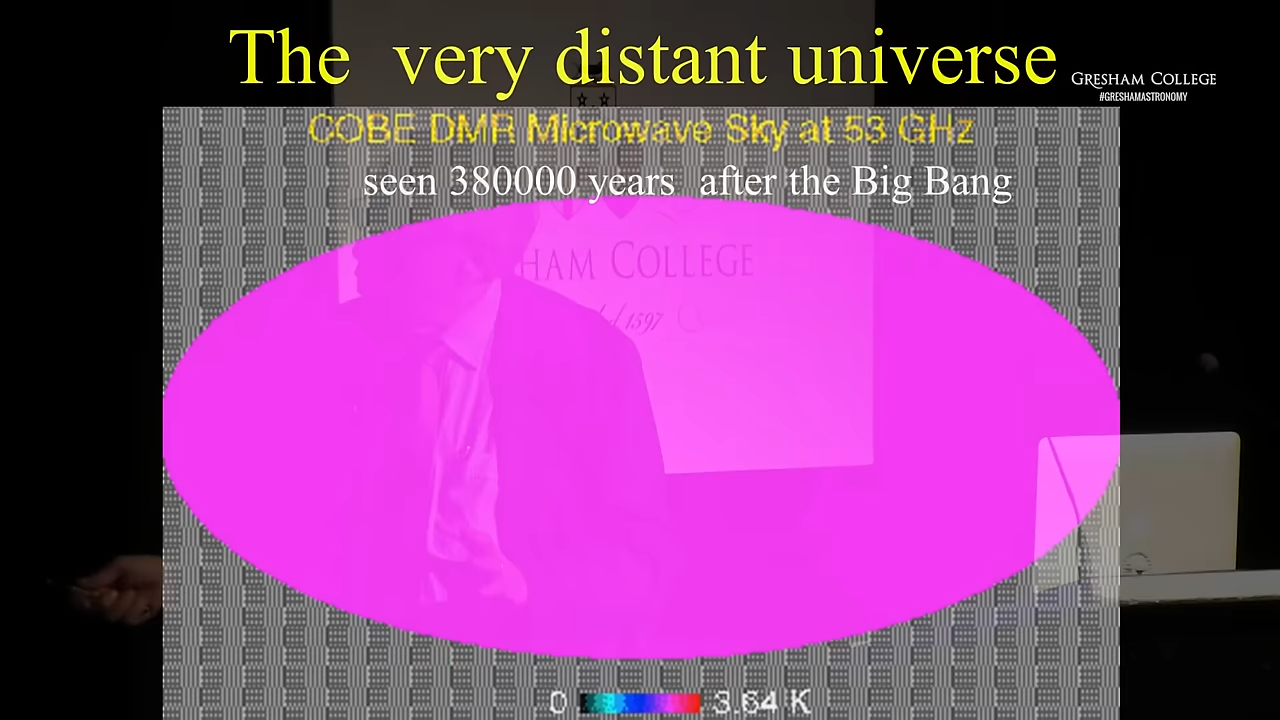 The very distant universe
GRESHAM COLLEGE
#GRESHAMASTRONOMY
COBE DMR Microwave Sky at 53 GHz
seen 380000 years after the Big Bang
HAM COLLEGE
1597
0 3.64 K